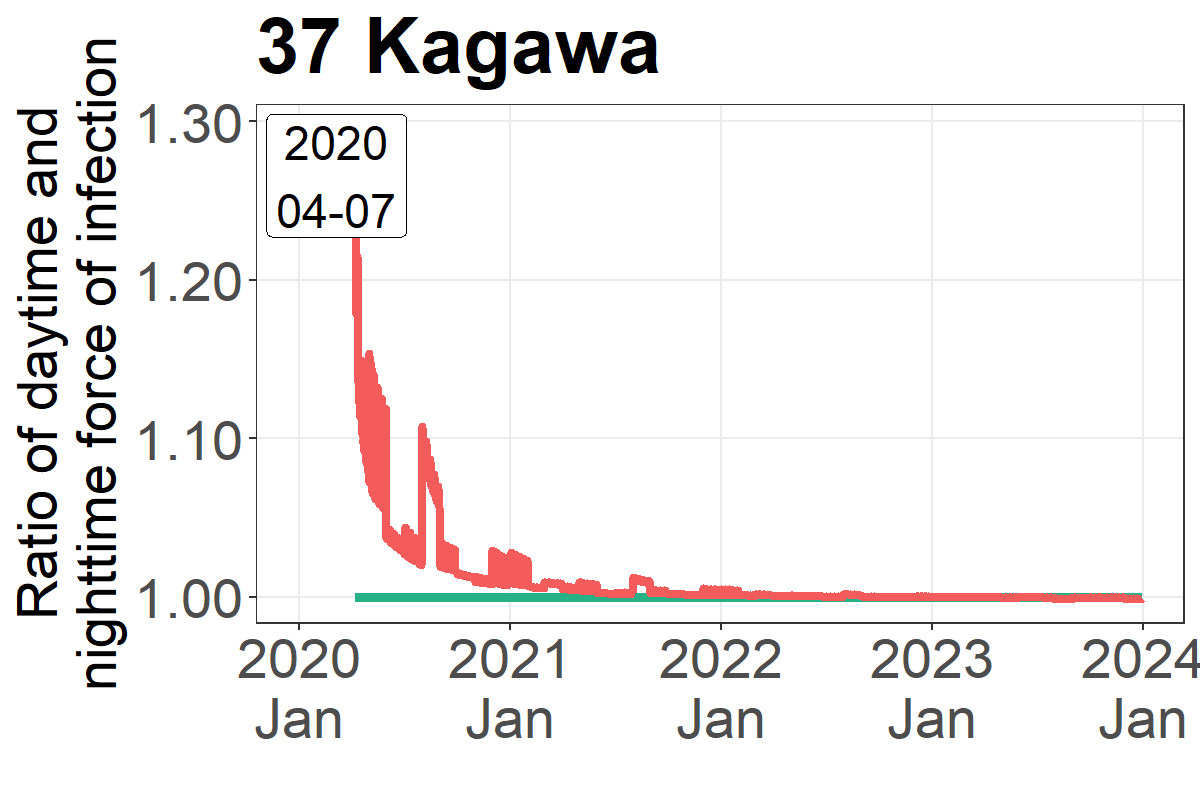 37 Kagawa
Ratio of daytime and
nighttime force of infection
1.30
1.20
1.10
1.00
2020
04-07
2020
Jan
2021
Jan
2022
Jan
2023
Jan
2024
Jan